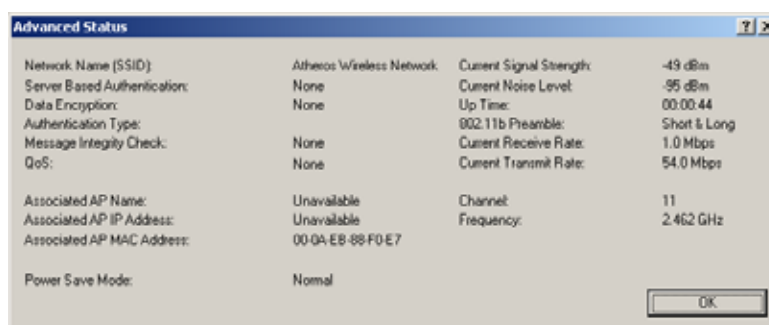 Advanced Status
Network Name (SSID): Atheros Wireless Network Current Signal Strength: -49 dBm
Server Based Authentication: None Current Noise Level: -95 dBm
Data Encryption: None Up Time: 00:00:44
Authentication Type: 802.11b Preamble: Short & Long
Message Integrity Check: None Current Receive Rate: 1.0 Mbps
QoS: None Current Transmit Rate: 54.0 Mbps
Associated AP Name: Unavailable Channel: 11
Associated AP IP Address: Unavailable Frequency: 2.462 GHz
Associated AP MAC Address: 00-0A-EB-88-F0-E7
Power Save Mode: Normal
OK